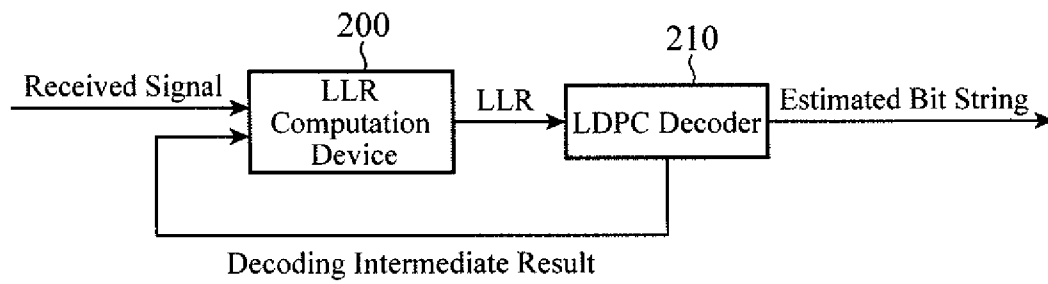 200
210
Received Signal
LLR
Computation
Device
LLR
LDPC Decoder
Estimated Bit String
Decoding Intermediate Result